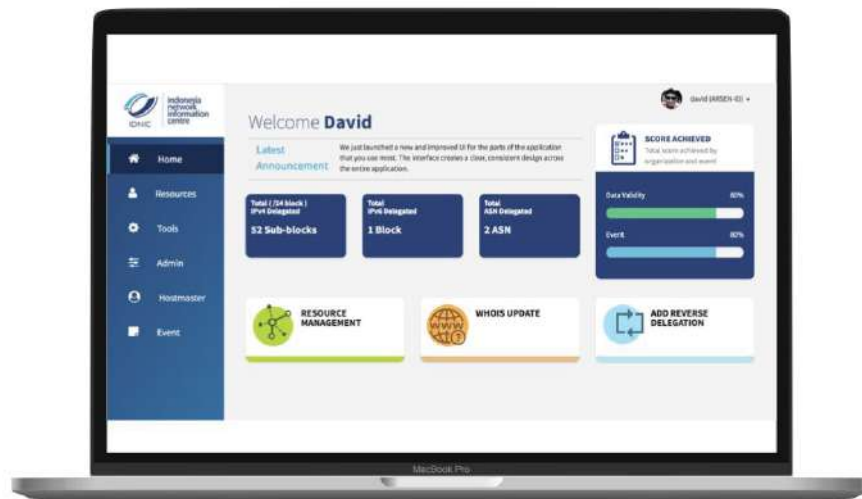 IDNIC
indonesia
network
information
centre
Home
Resources
Tools
Admin
Hostmaster
Event
david (ARSEN-ID)
Welcome David
Latest
Announcement
We just launched a new and improved UI for the parts of the application
that you use most. The interface creates a clear, consistent design across
the entire application.
Total ( /24 block )
IPv4 Delegated
52 Sub-blocks
Total
IPv6 Delegated
1 Block
Total
ASN Delegated
2 ASN
SCORE ACHIEVED
Total score achieved by
organization and event
Data Validity 80%
Event 80%
RESOURCE
MANAGEMENT
WWW
?
WHOIS UPDATE
ADD REVERSE
DELEGATION
MacBook Pro